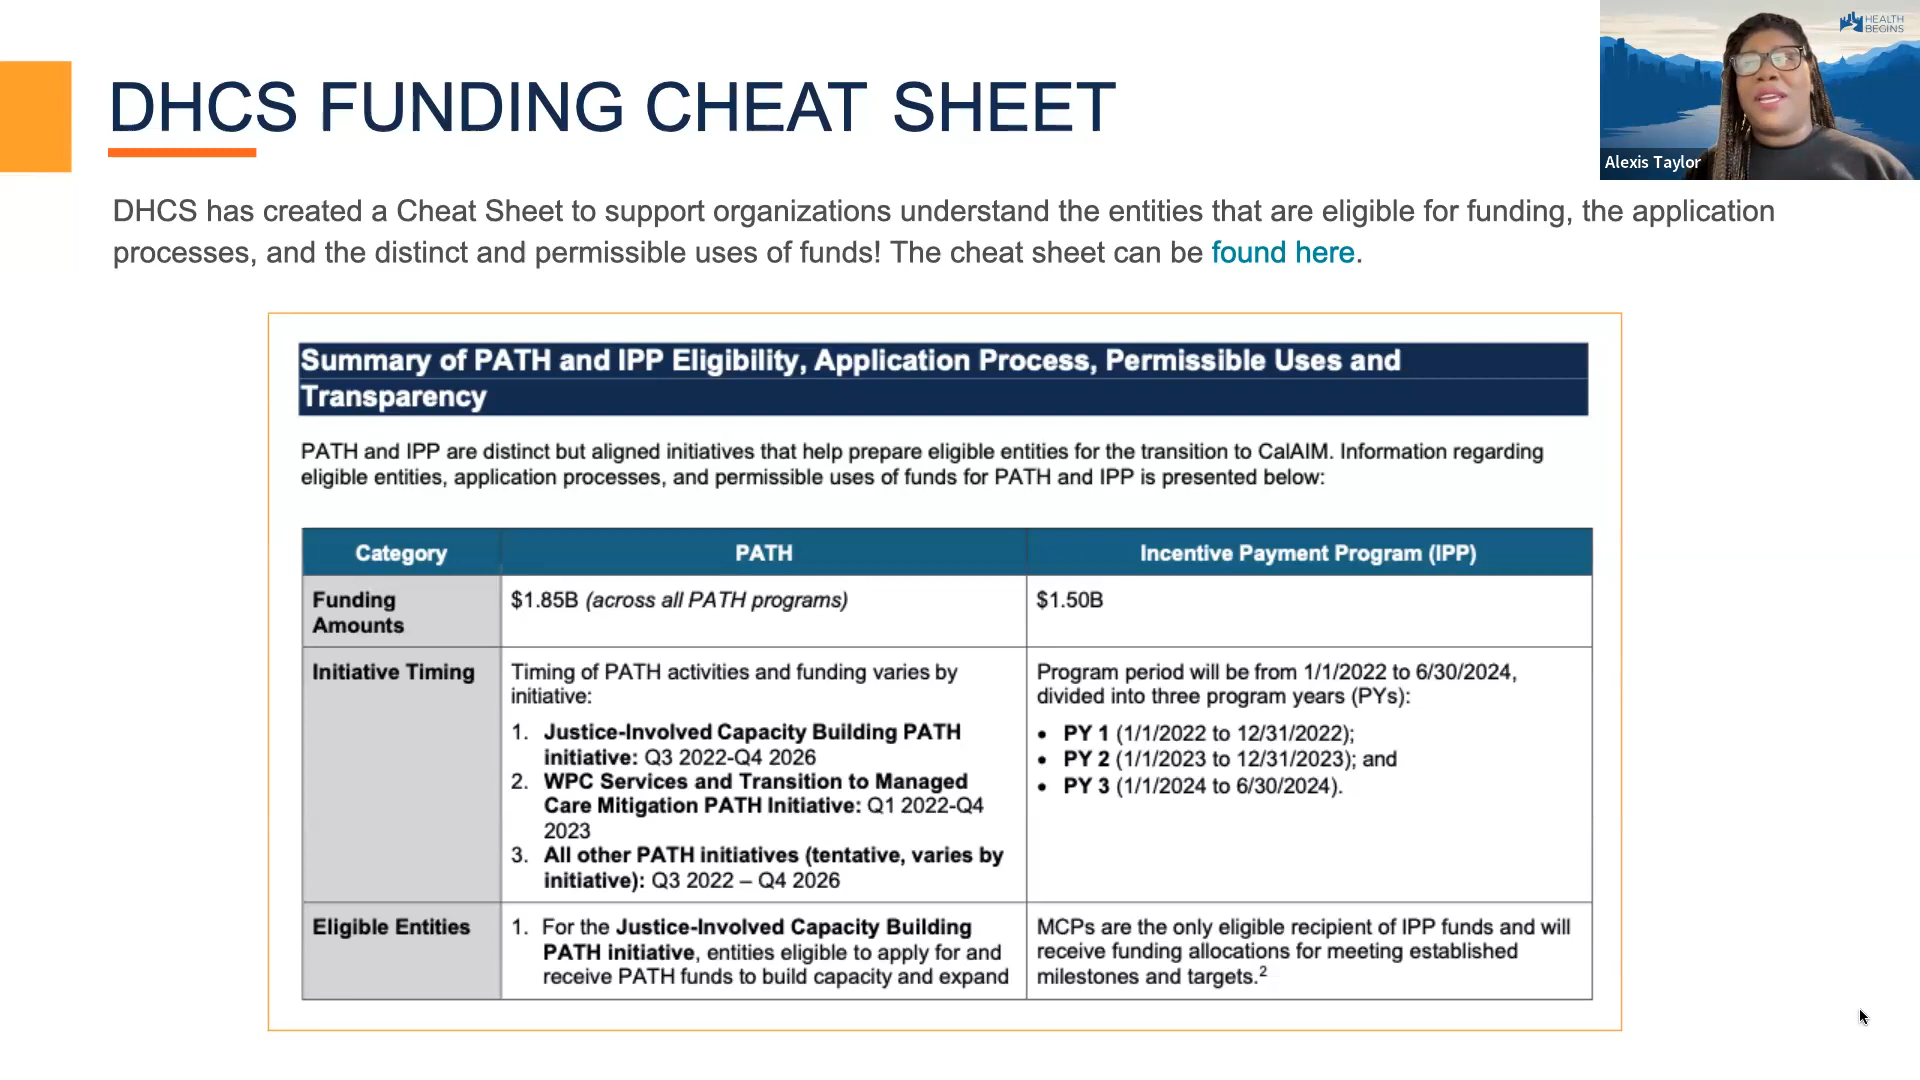 HEALTH
BEGINS
Alexis Taylor
DHCS FUNDING CHEAT SHEET
DHCS has created a Cheat Sheet to support organizations understand the entities that are eligible for funding, the application
processes, and the distinct and permissible uses of funds! The cheat sheet can be found here.
Summary of PATH and IPP Eligibility, Application Process, Permissible Uses and
Transparency
PATH and IPP are distinct but aligned initiatives that help prepare eligible entities for the transition to CalAIM. Information regarding
eligible entities, application processes, and permissible uses of funds for PATH and IPP is presented below:
Category
PATH
Incentive Payment Program (IPP)
Funding
Amounts
$1.85B (across all PATH programs)
$1.50B
Initiative Timing
Timing of PATH activities and funding varies by
initiative:
1. Justice-Involved Capacity Building PATH
initiative: Q3 2022-Q4 2026
2. WPC Services and Transition to Managed
Care Mitigation PATH Initiative: Q1 2022-Q4
2023
3. All other PATH initiatives (tentative, varies by
initiative): Q3 2022 – Q4 2026
Program period will be from 1/1/2022 to 6/30/2024,
divided into three program years (PYs):
• PY 1 (1/1/2022 to 12/31/2022);
• PY 2 (1/1/2023 to 12/31/2023); and
• PY 3 (1/1/2024 to 6/30/2024).
Eligible Entities
1. For the Justice-Involved Capacity Building
PATH initiative, entities eligible to apply for and
receive PATH funds to build capacity and expand
MCPs are the only eligible recipient of IPP funds and will
receive funding allocations for meeting established
milestones and targets.2